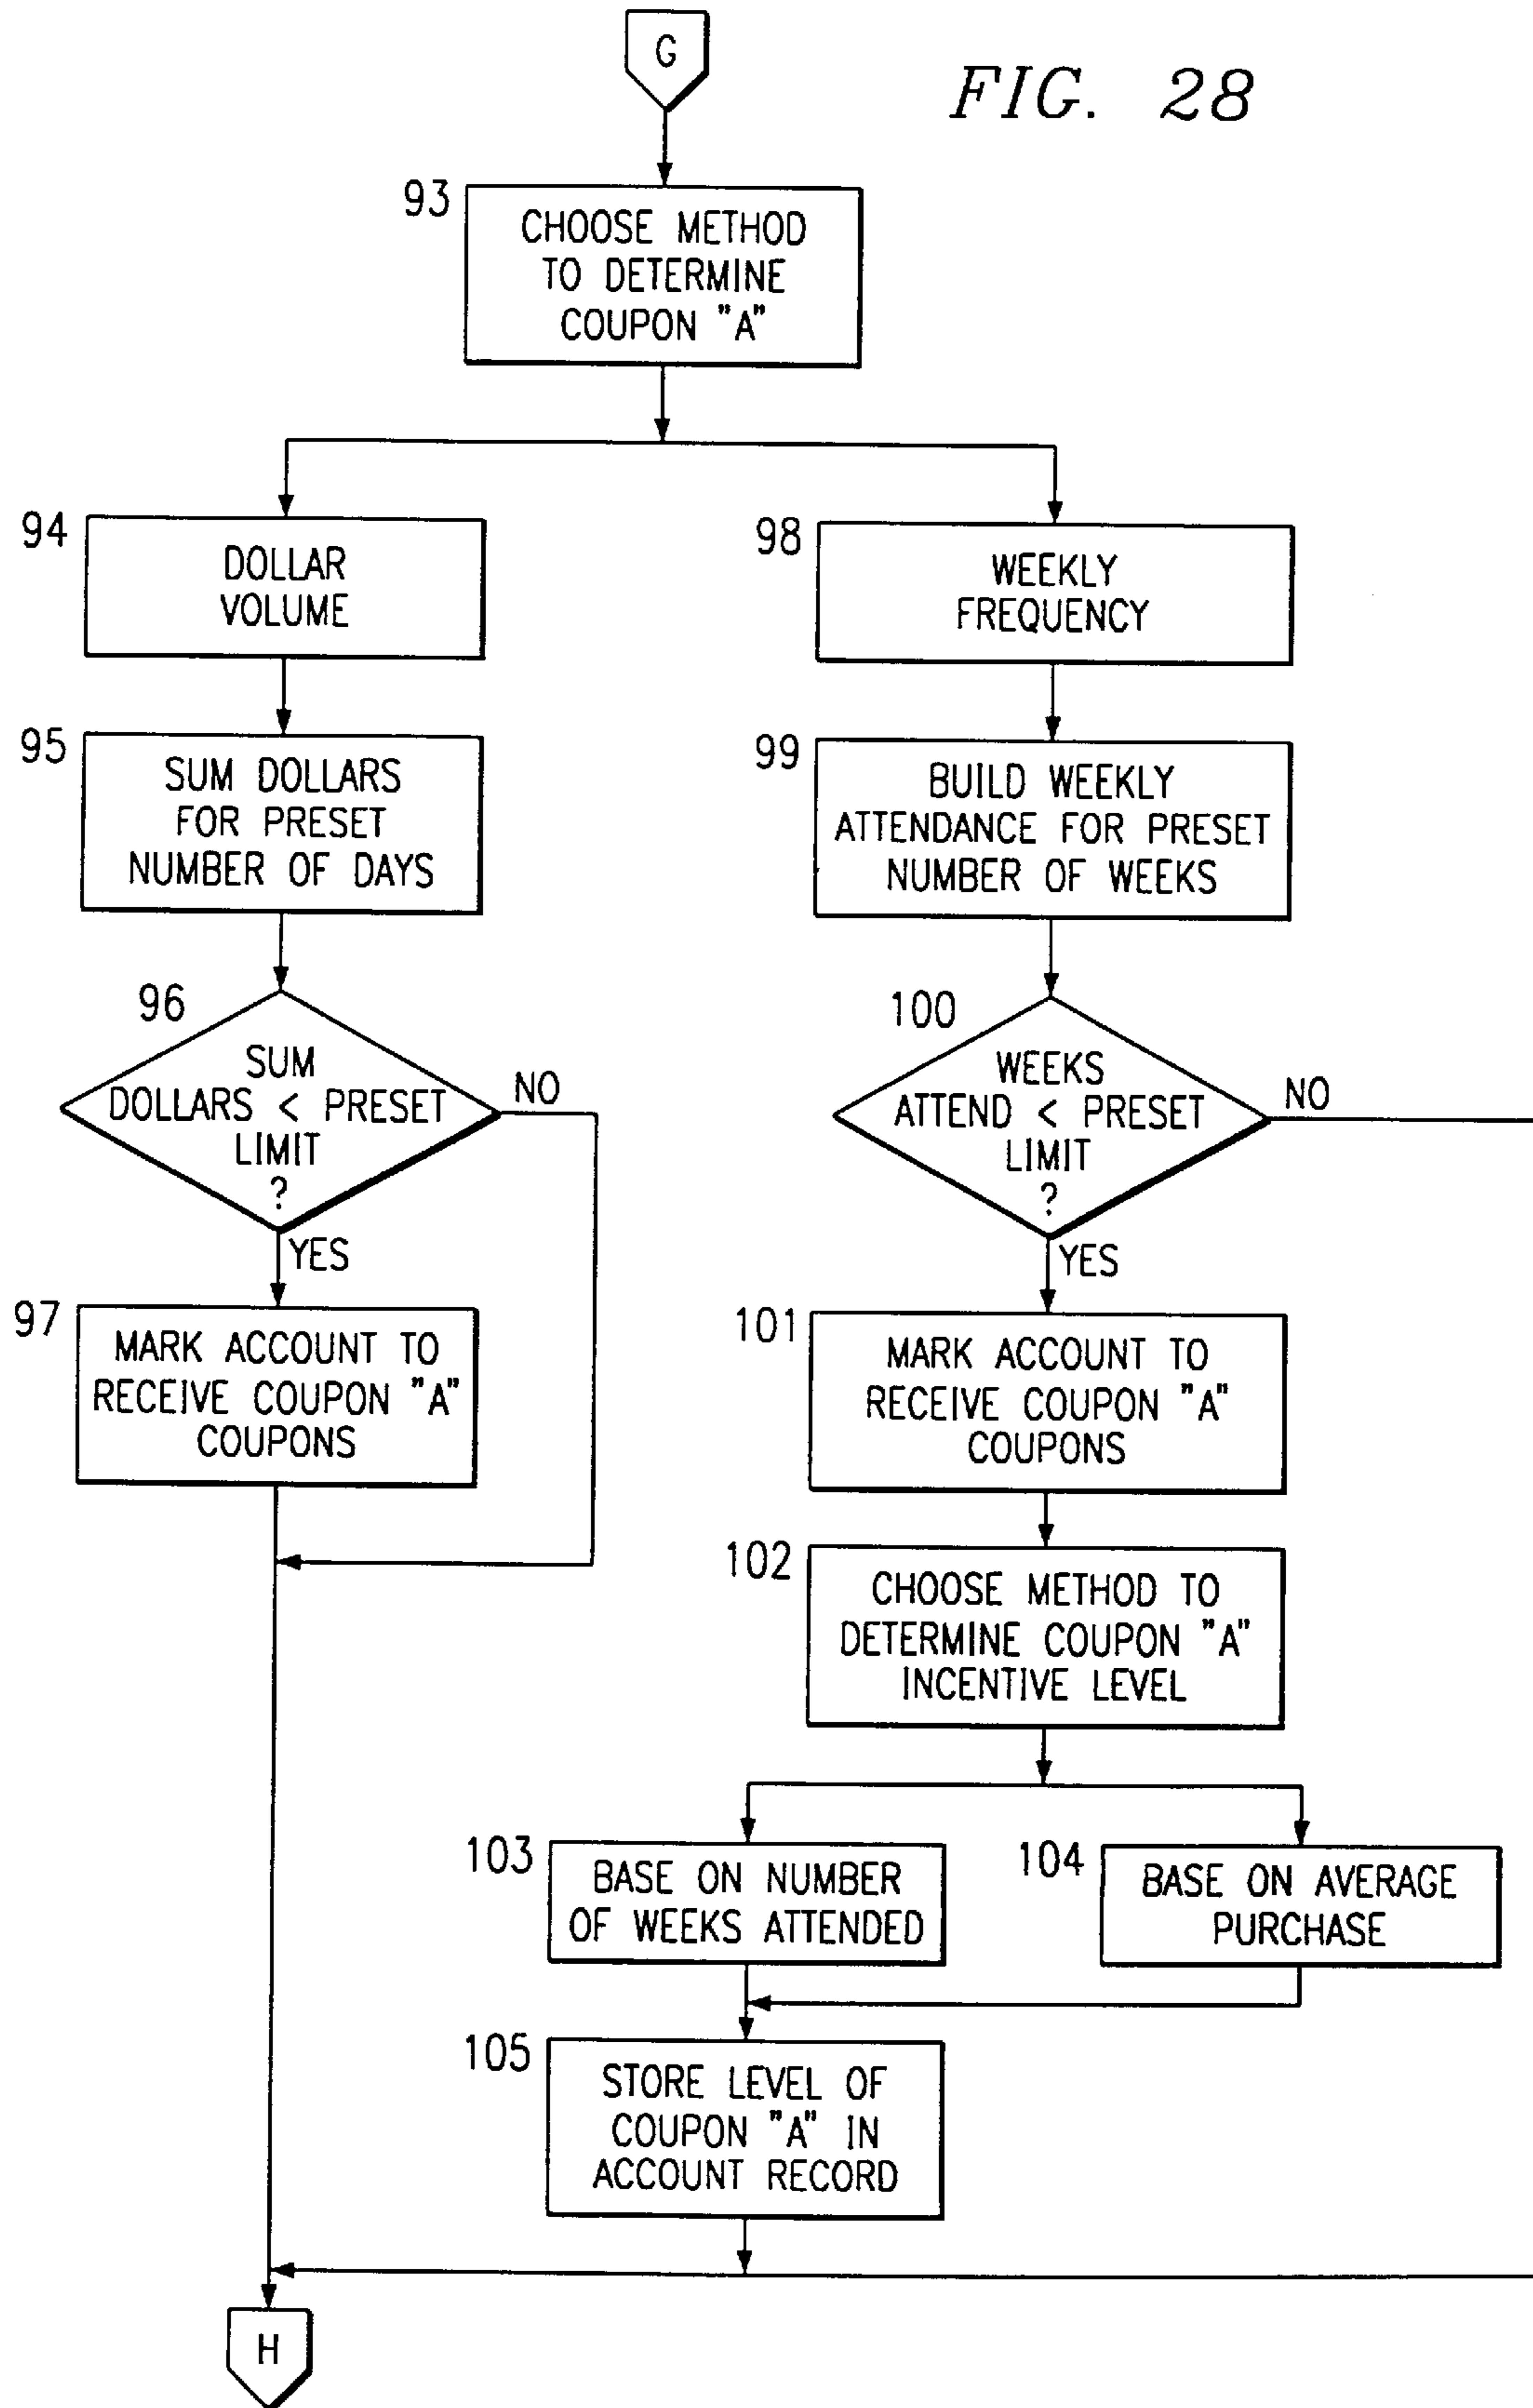 G
FIG. 28
93
CHOOSE METHOD
TO DETERMINE
COUPON "A"
94
DOLLAR
VOLUME
98
WEEKLY
FREQUENCY
95
SUM DOLLARS
FOR PRESET
NUMBER OF DAYS
99
BUILD WEEKLY
ATTENDANCE FOR PRESET
NUMBER OF WEEKS
96
SUM
DOLLARS < PRESET
LIMIT
?
NO
YES
100
WEEKS
ATTEND < PRESET
LIMIT
?
NO
YES
97
MARK ACCOUNT TO
RECEIVE COUPON "A"
COUPONS
101
MARK ACCOUNT TO
RECEIVE COUPON "A"
COUPONS
102
CHOOSE METHOD TO
DETERMINE COUPON "A"
INCENTIVE LEVEL
103
BASE ON NUMBER
OF WEEKS ATTENDED
104
BASE ON AVERAGE
PURCHASE
105
STORE LEVEL OF
COUPON "A" IN
ACCOUNT RECORD
H